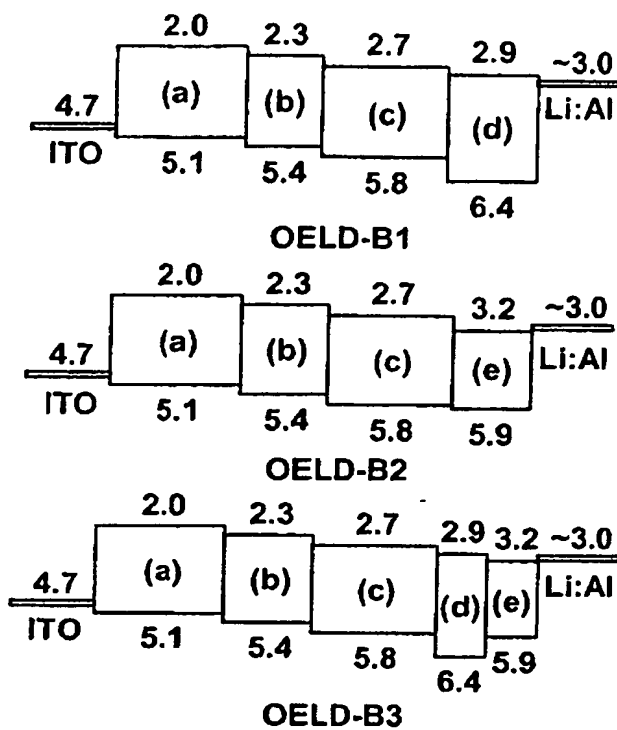 2.0 2.3 2.7 2.9 ~3.0
4.7 (a) (b) (c) (d) Li:Al
ITO 5.1 5.4 5.8 6.4
OELD-B1
2.0 2.3 2.7 3.2 ~3.0
4.7 (a) (b) (c) (e) Li:Al
ITO 5.1 5.4 5.8 5.9
OELD-B2
2.0 2.3 2.7 2.9 3.2 ~3.0
4.7 (a) (b) (c) (d) (e) Li:Al
ITO 5.1 5.4 5.8 6.4 5.9
OELD-B3